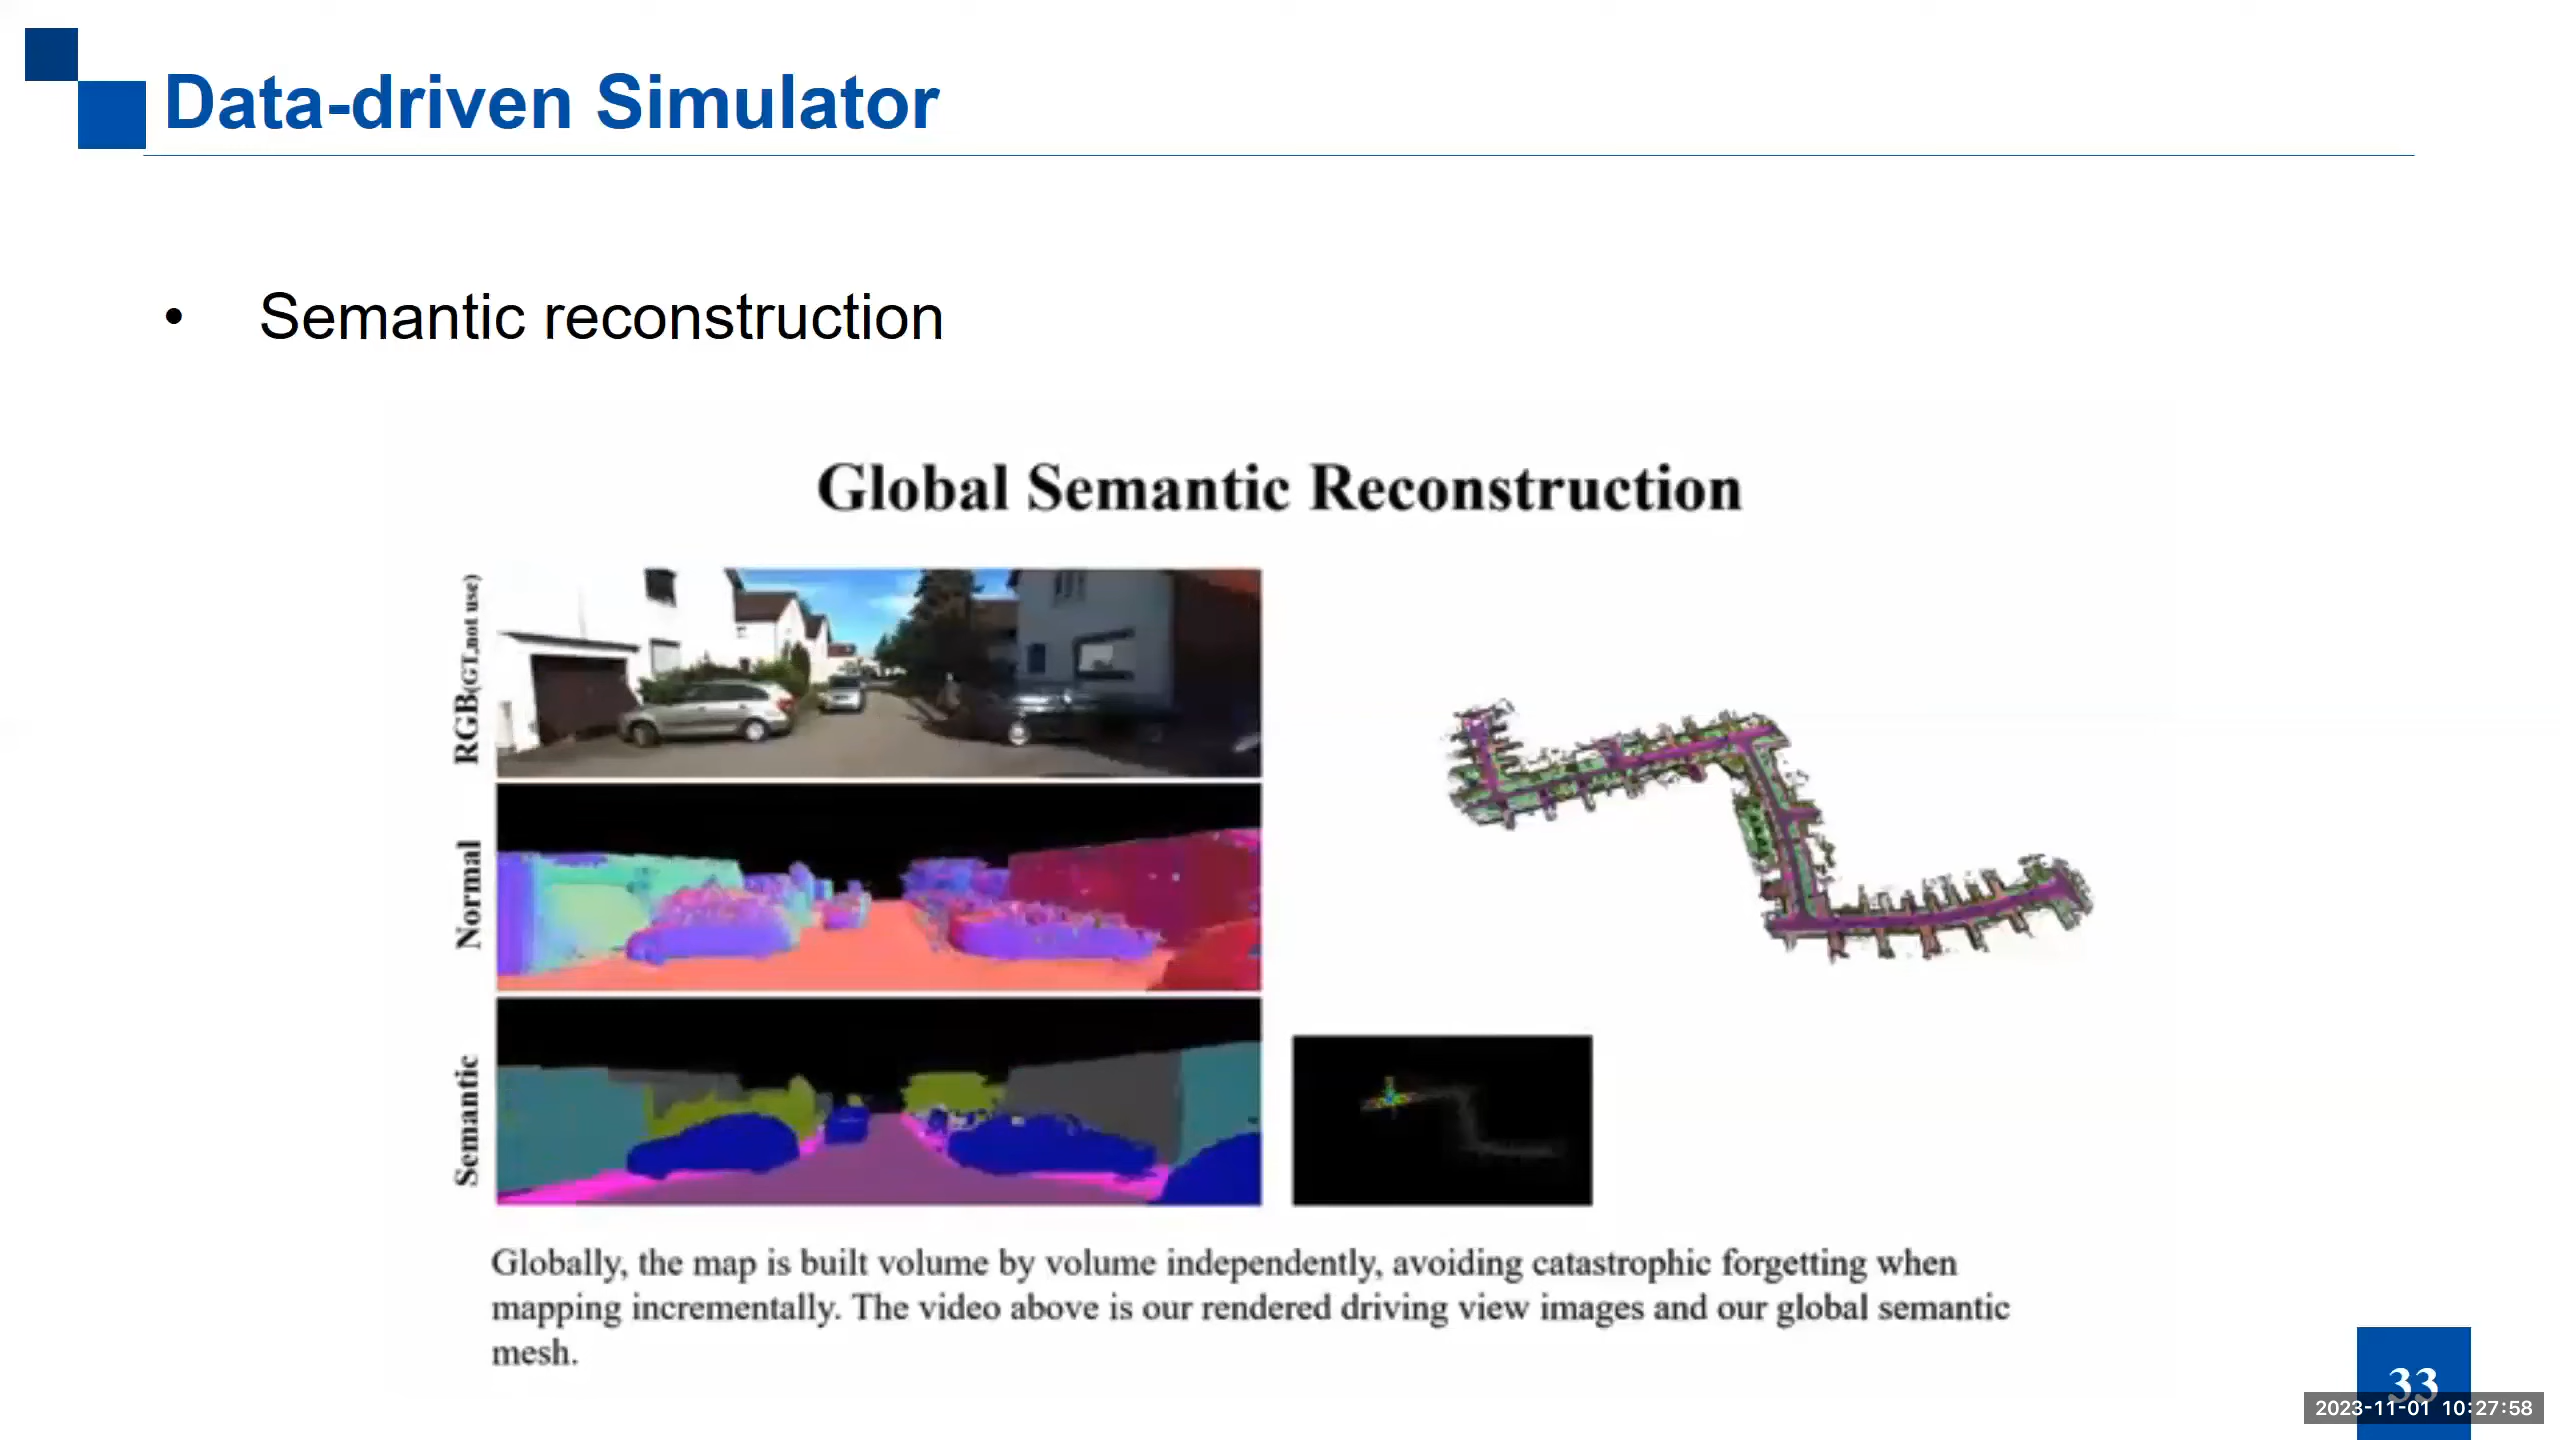 Data-driven Simulator
• Semantic reconstruction
Global Semantic Reconstruction
RGB(GT,not use)
Normal
Semantic
Globally, the map is built volume by volume independently, avoiding catastrophic forgetting when
mapping incrementally. The video above is our rendered driving view images and our global semantic
mesh.
33
2023-11-01 10:27:58